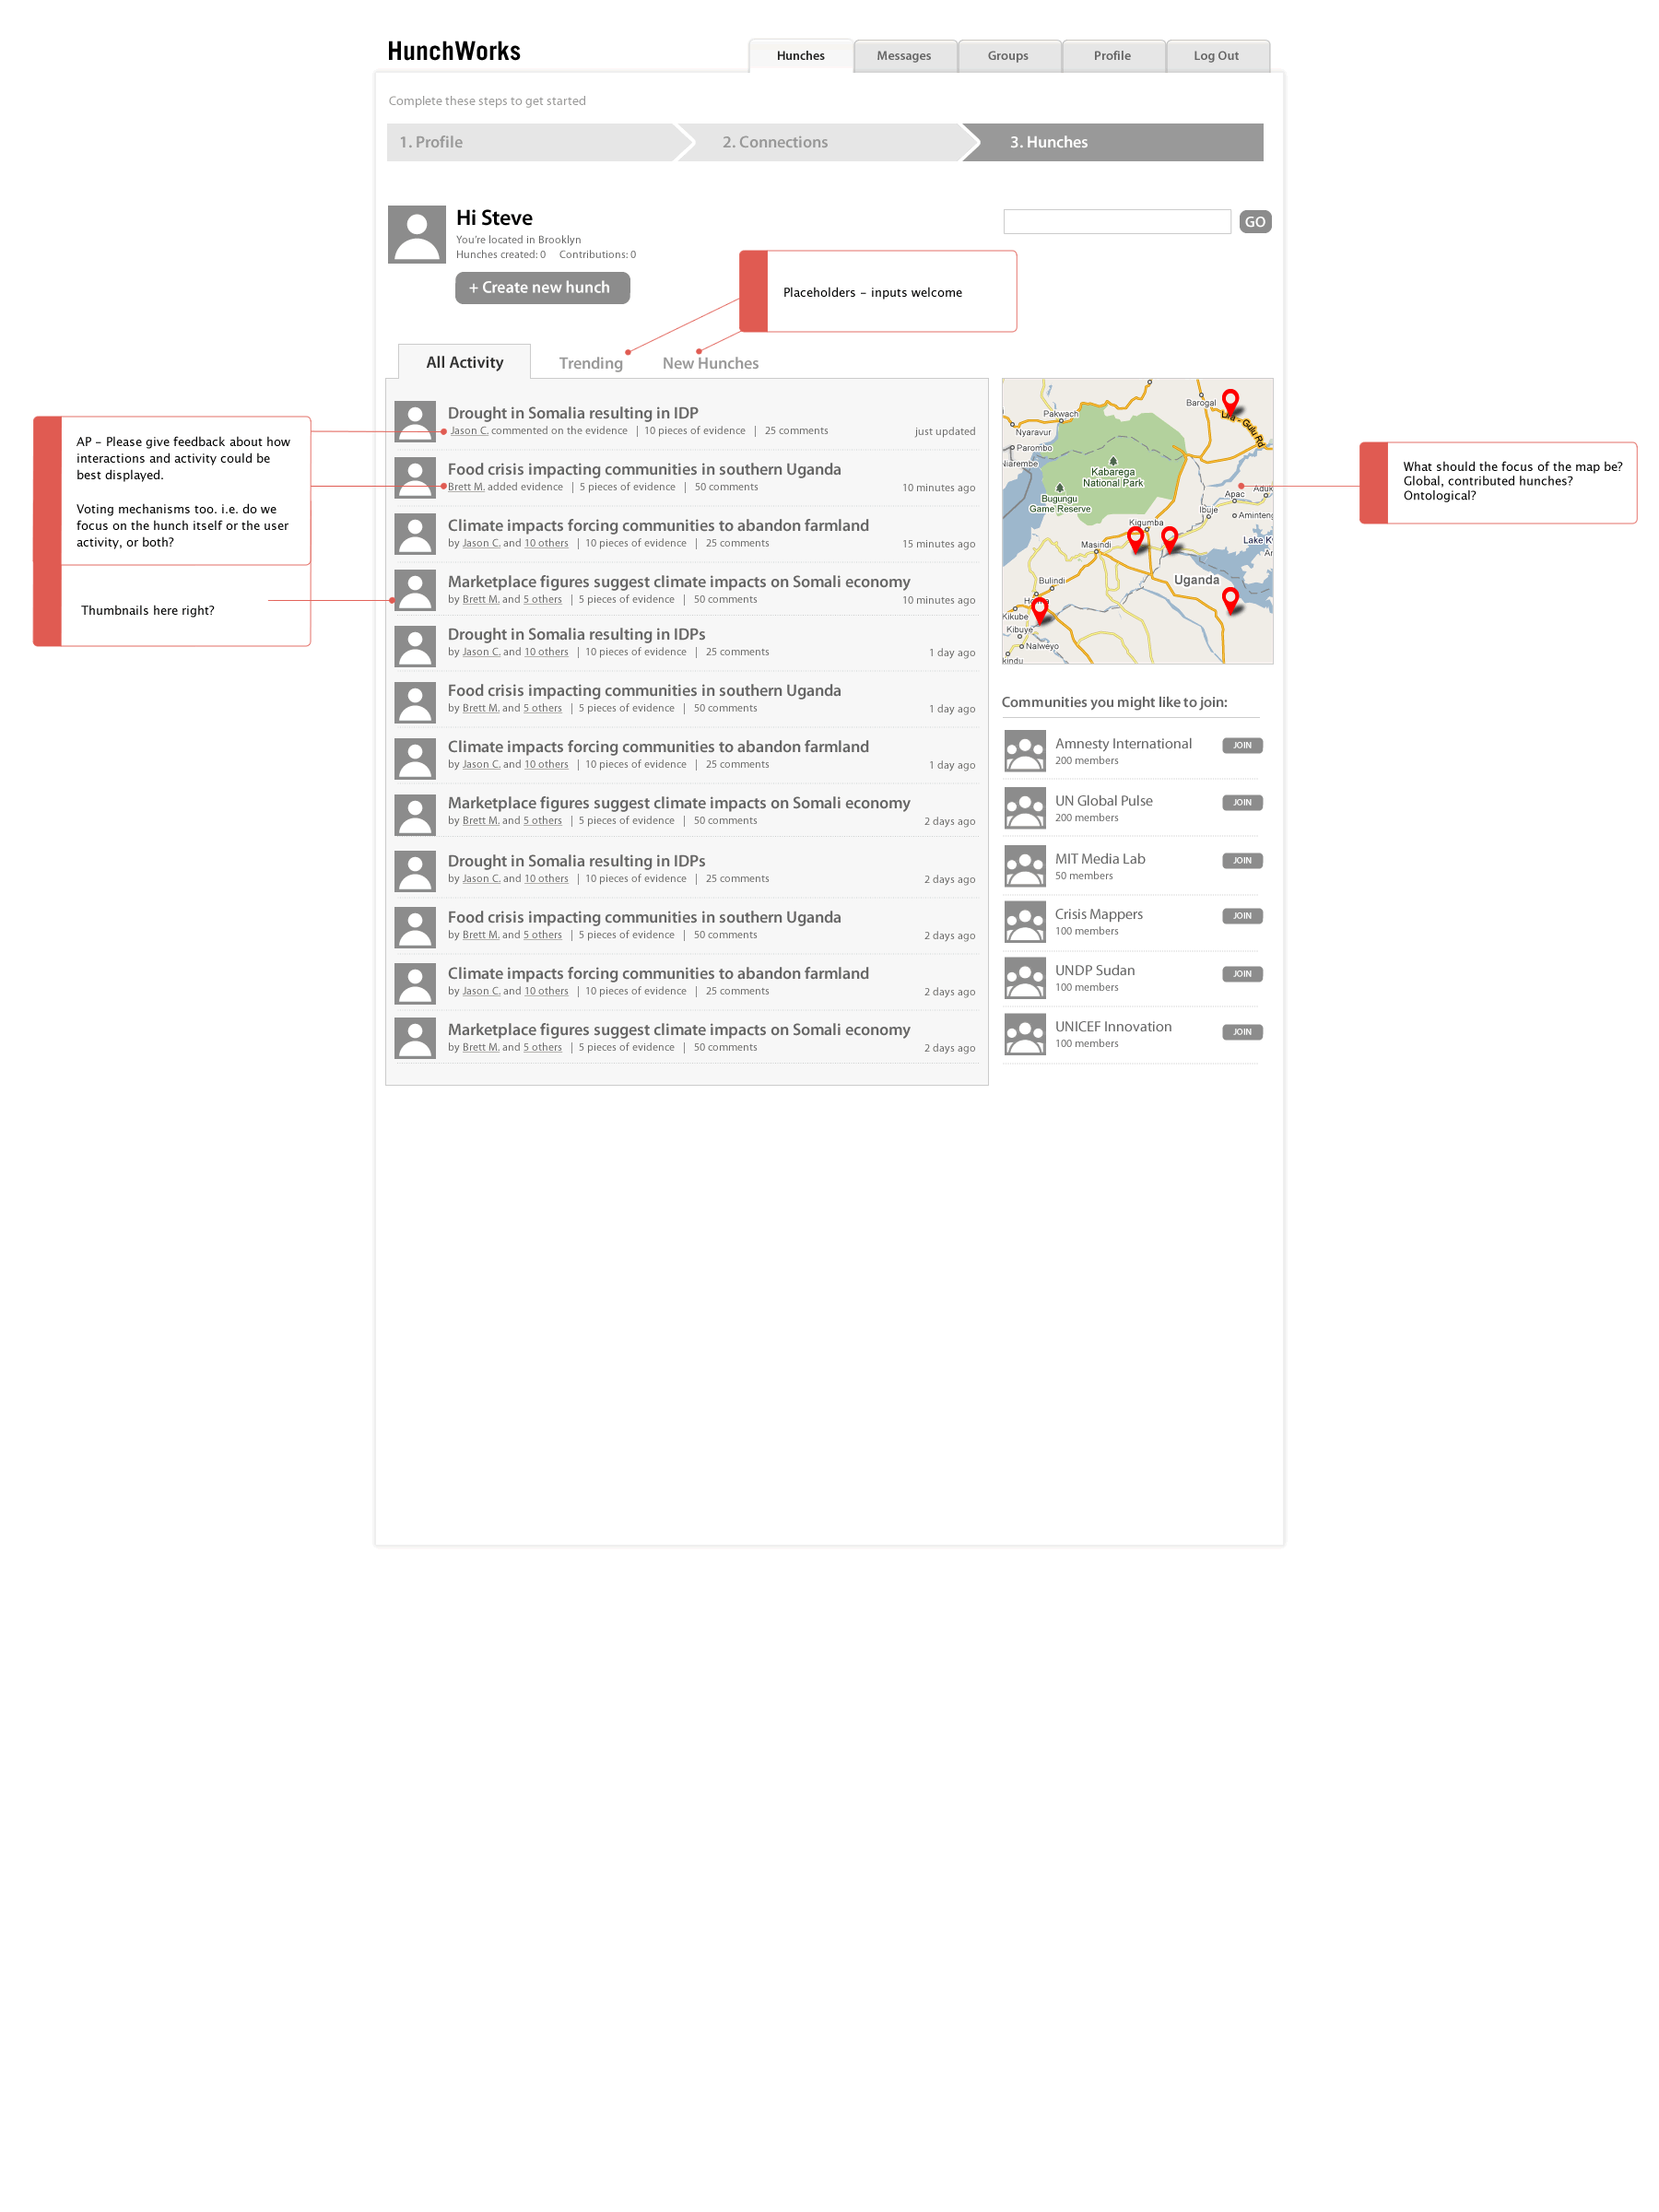 HunchWorks
Hunches Messages Groups Profile Log Out
Complete these steps to get started
1. Profile 2. Connections 3. Hunches
Hi Steve
You're located in Brooklyn
Hunches created: 0 Contributions: 0
+ Create new hunch
GO
Placeholders – inputs welcome
All Activity Trending New Hunches
Drought in Somalia resulting in IDP
Jason C. commented on the evidence | 10 pieces of evidence | 25 comments just updated
Food crisis impacting communities in southern Uganda
Brett M. added evidence | 5 pieces of evidence | 50 comments 10 minutes ago
Climate impacts forcing communities to abandon farmland
by Jason C. and 10 others | 10 pieces of evidence | 25 comments 15 minutes ago
Marketplace figures suggest climate impacts on Somali economy
by Brett M. and 5 others | 5 pieces of evidence | 50 comments 10 minutes ago
Drought in Somalia resulting in IDPs
by Jason C. and 10 others | 10 pieces of evidence | 25 comments 1 day ago
Food crisis impacting communities in southern Uganda
by Brett M. and 5 others | 5 pieces of evidence | 50 comments 1 day ago
Climate impacts forcing communities to abandon farmland
by Jason C. and 10 others | 10 pieces of evidence | 25 comments 1 day ago
Marketplace figures suggest climate impacts on Somali economy
by Brett M. and 5 others | 5 pieces of evidence | 50 comments 2 days ago
Drought in Somalia resulting in IDPs
by Jason C. and 10 others | 10 pieces of evidence | 25 comments 2 days ago
Food crisis impacting communities in southern Uganda
by Brett M. and 5 others | 5 pieces of evidence | 50 comments 2 days ago
Climate impacts forcing communities to abandon farmland
by Jason C. and 10 others | 10 pieces of evidence | 25 comments 2 days ago
Marketplace figures suggest climate impacts on Somali economy
by Brett M. and 5 others | 5 pieces of evidence | 50 comments 2 days ago
AP – Please give feedback about how
interactions and activity could be
best displayed.
Voting mechanisms too. i.e. do we
focus on the hunch itself or the user
activity, or both?
Thumbnails here right?
Barogal
Pakwach
Gulu Rd
Nyaravur
Parombo
Kabarega
National Park
Bugungu
Game Reserve
Apac
Ibuje
Kigumba
Masindi
Uganda
Bulindi
Kikube
Kibuye
Nalweyo
What should the focus of the map be?
Global, contributed hunches?
Ontological?
Communities you might like to join:
Amnesty International JOIN
200 members
UN Global Pulse JOIN
200 members
MIT Media Lab JOIN
50 members
Crisis Mappers JOIN
100 members
UNDP Sudan JOIN
100 members
UNICEF Innovation JOIN
100 members